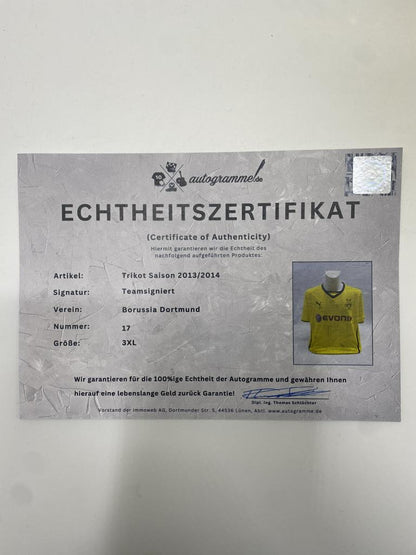 autogramme.de
ECHTHEITSZERTIFIKAT
(Certificate of Authenticity)
Hiermit garantieren wir die Echtheit des
nachfolgend aufgeführten Produktes:
Artikel: Trikot Saison 2013/2014
Signatur: Teamsigniert
Verein: Borussia Dortmund
Nummer: 17
Größe: 3XL
EVONIK
Wir garantieren für die 100%ige Echtheit der Autogramme und gewähren Ihnen
hierauf eine lebenslange Geld zurück Garantie!
Dipl. Ing. Thomas Schlüchter
Vorstand der immoweb AG, Dortmunder Str. 5, 44536 Lünen, Abtl. www.autogramme.de